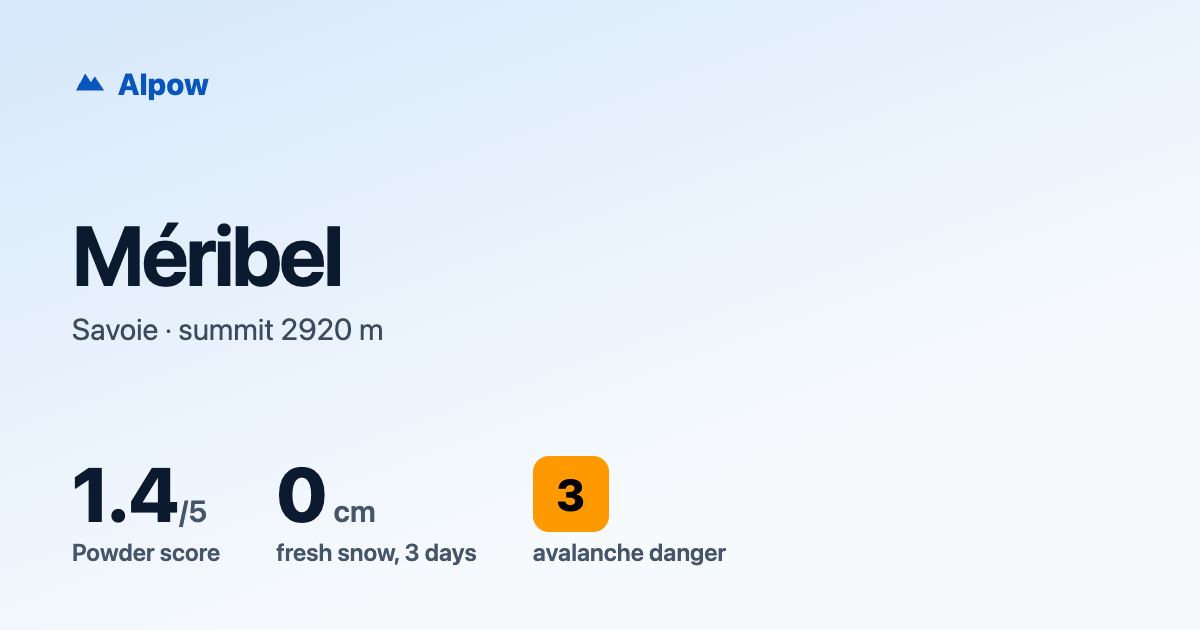 Alpow
Méribel
Savoie · summit 2920 m
1.4/5 0 cm 3
Powder score fresh snow, 3 days avalanche danger